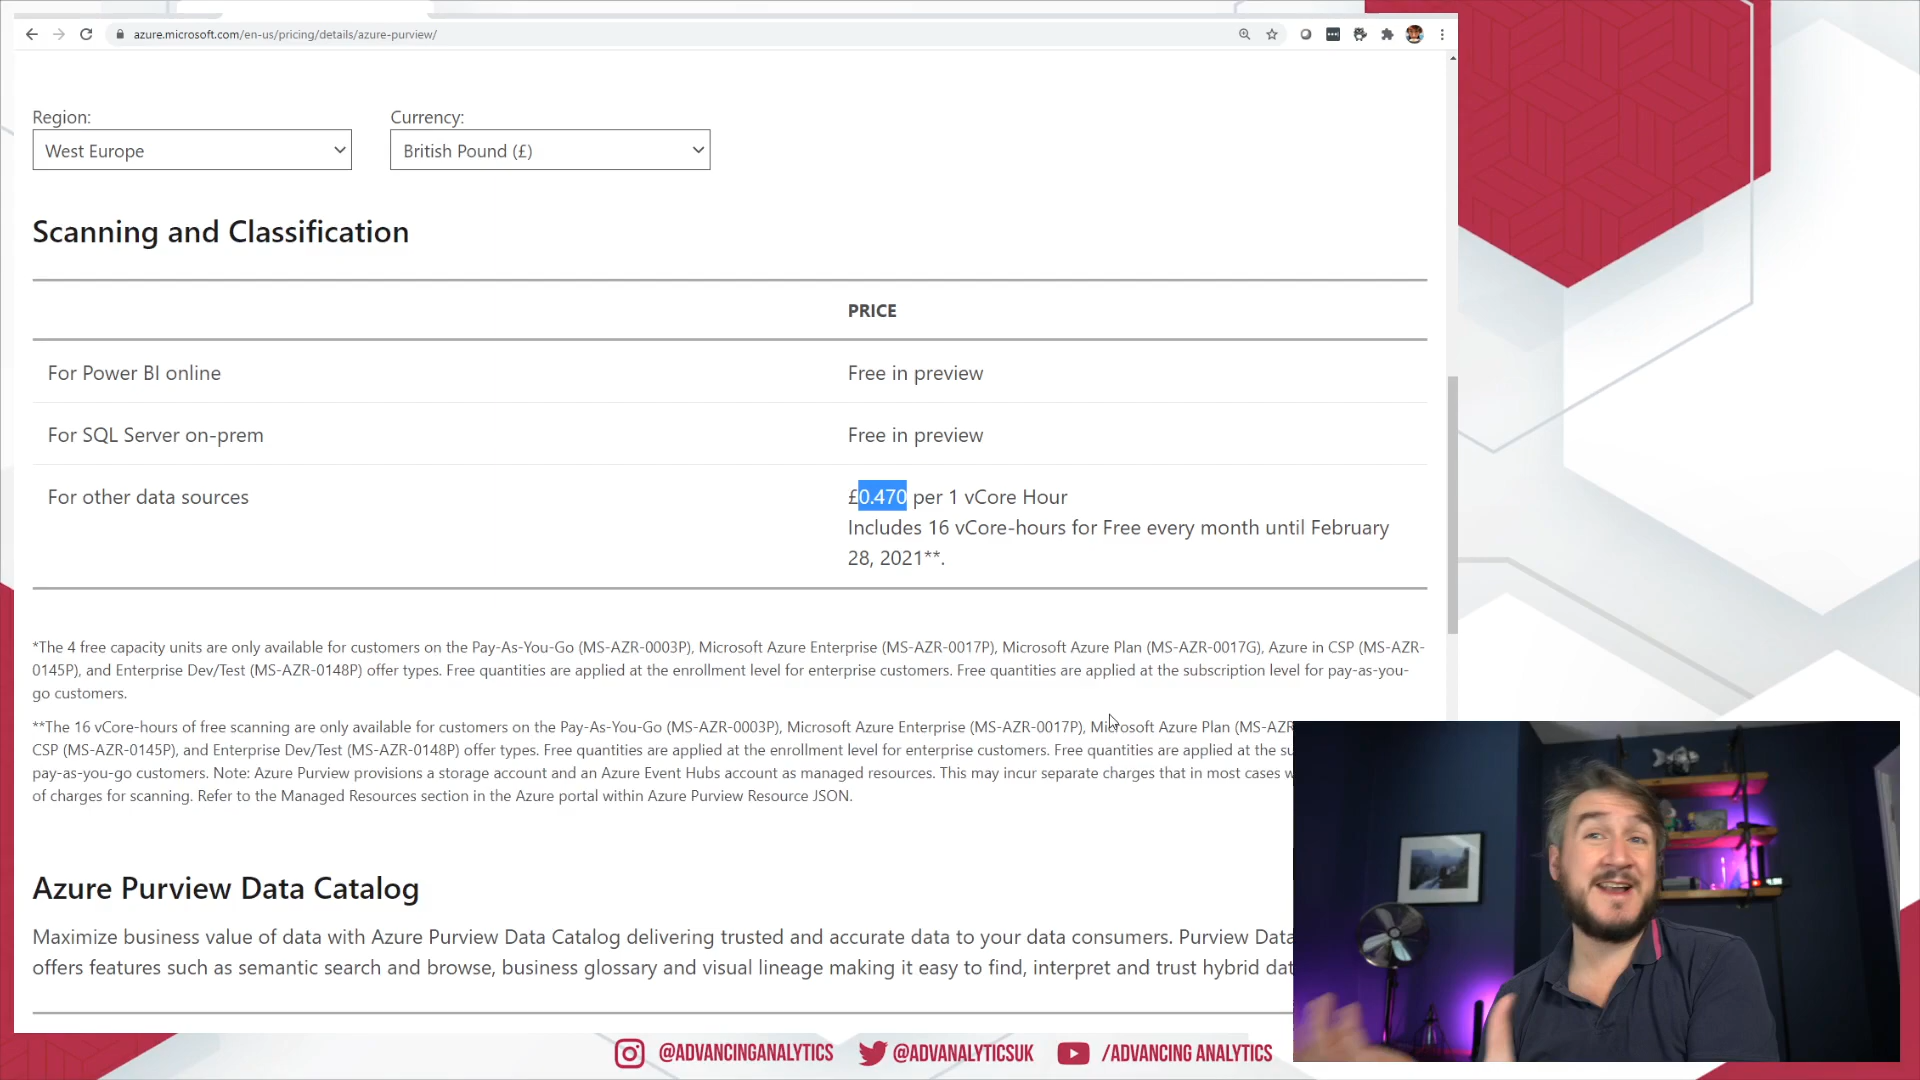 azure.microsoft.com/en-us/pricing/details/azure-purview/
Region:
Currency:
West Europe
British Pound (£)
Scanning and Classification
PRICE
For Power BI online
Free in preview
For SQL Server on-prem
Free in preview
For other data sources
£0.470 per 1 vCore Hour
Includes 16 vCore-hours for Free every month until February
28, 2021**.
*The 4 free capacity units are only available for customers on the Pay-As-You-Go (MS-AZR-0003P), Microsoft Azure Enterprise (MS-AZR-0017P), Microsoft Azure Plan (MS-AZR-0017G), Azure in CSP (MS-AZR-
0145P), and Enterprise Dev/Test (MS-AZR-0148P) offer types. Free quantities are applied at the enrollment level for enterprise customers. Free quantities are applied at the subscription level for pay-as-you-
go customers.
**The 16 vCore-hours of free scanning are only available for customers on the Pay-As-You-Go (MS-AZR-0003P), Microsoft Azure Enterprise (MS-AZR-0017P), Microsoft Azure Plan (MS-AZR
CSP (MS-AZR-0145P), and Enterprise Dev/Test (MS-AZR-0148P) offer types. Free quantities are applied at the enrollment level for enterprise customers. Free quantities are applied at the su
pay-as-you-go customers. Note: Azure Purview provisions a storage account and an Azure Event Hubs account as managed resources. This may incur separate charges that in most cases w
of charges for scanning. Refer to the Managed Resources section in the Azure portal within Azure Purview Resource JSON.
Azure Purview Data Catalog
Maximize business value of data with Azure Purview Data Catalog delivering trusted and accurate data to your data consumers. Purview Data
offers features such as semantic search and browse, business glossary and visual lineage making it easy to find, interpret and trust hybrid dat
@ADVANCINGANALYTICS
@ADVANALYTICSUK
/ADVANCING ANALYTICS